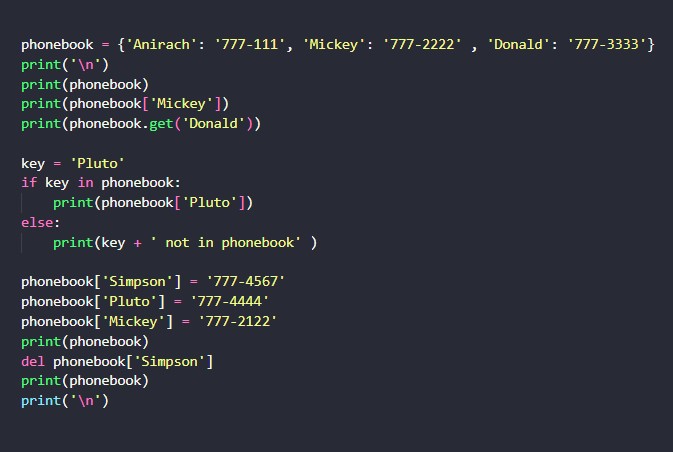 phonebook = {'Anirach': '777-111', 'Mickey': '777-2222' , 'Donald': '777-3333'}
print('\n')
print(phonebook)
print(phonebook['Mickey'])
print(phonebook.get('Donald'))

key = 'Pluto'
if key in phonebook:
    print(phonebook['Pluto'])
else:
    print(key + ' not in phonebook' )

phonebook['Simpson'] = '777-4567'
phonebook['Pluto'] = '777-4444'
phonebook['Mickey'] = '777-2122'
print(phonebook)
del phonebook['Simpson']
print(phonebook)
print('\n')